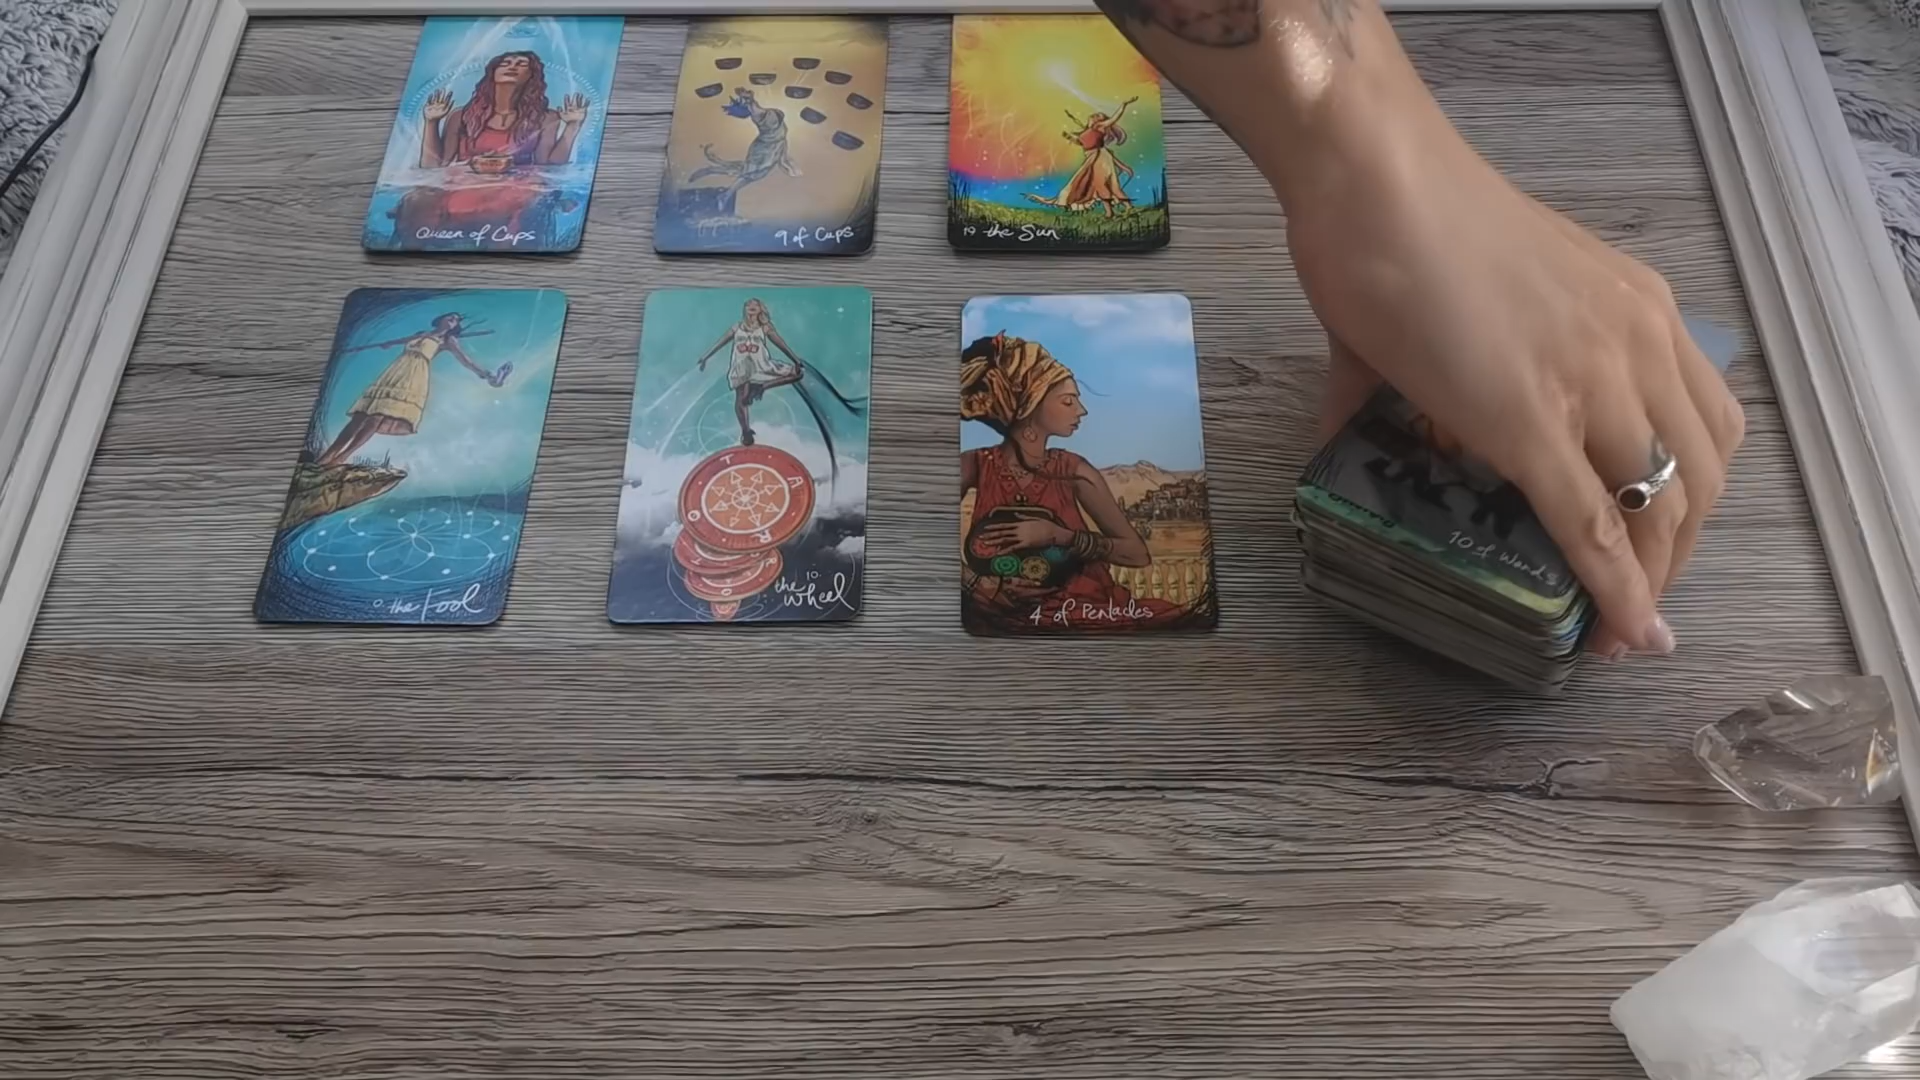 Queen of Cups
9 of Cups
19 the Sun
0 the Fool
T A R O
10
the Wheel
4 of Pentacles
10 of Wands